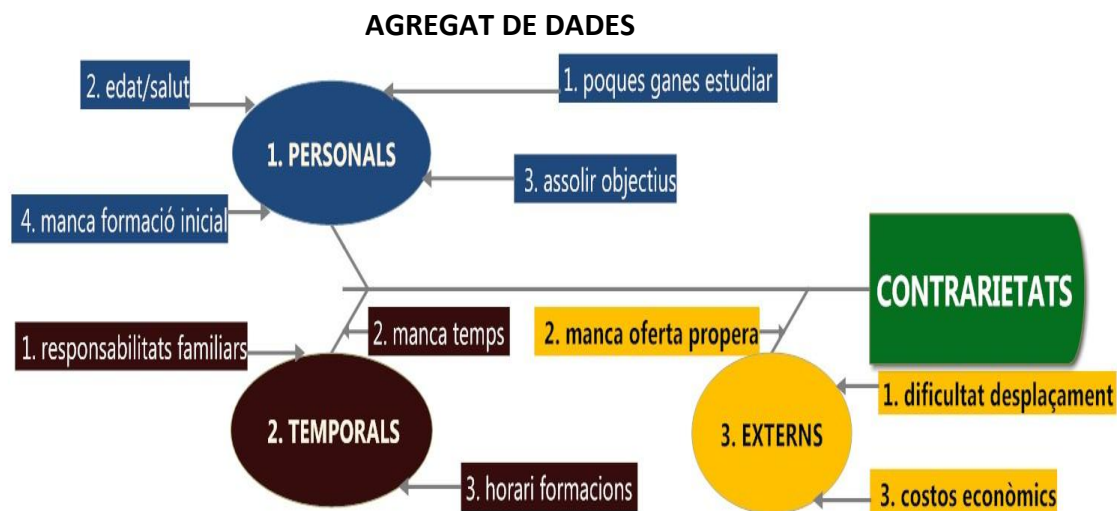 AGREGAT DE DADES
2. edat/salut
1. poques ganes estudiar
1. PERSONALS
3. assolir objectius
4. manca formació inicial
CONTRARIETATS
1. responsabilitats familiars
2. manca temps
2. manca oferta propera
1. dificultat desplaçament
2. TEMPORALS
3. EXTERNS
3. horari formacions
3. costos econòmics